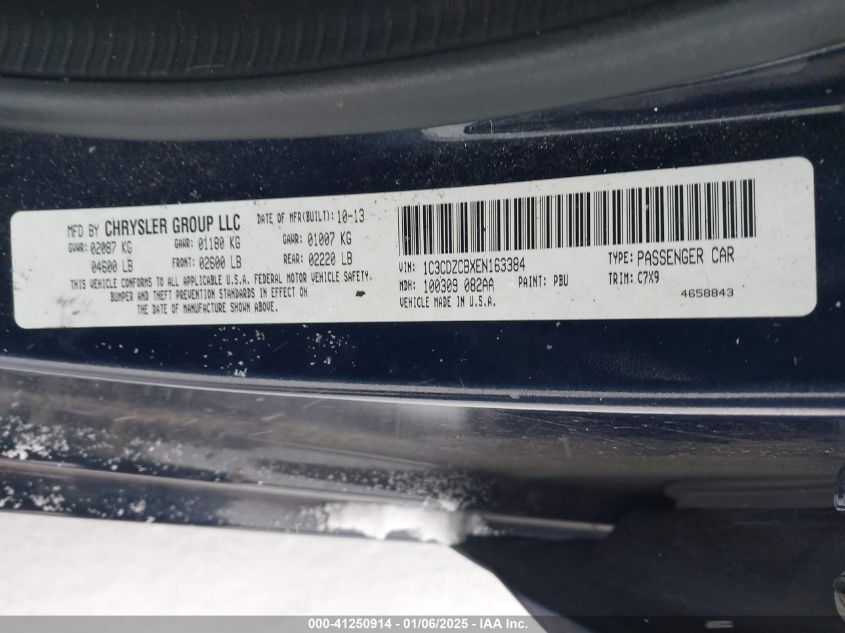 MFD BY CHRYSLER GROUP LLC DATE OF MFR(BUILT): 10-13
GVWR: 02087 KG GAWR: 01180 KG GAWR: 01007 KG
04600 LB FRONT: 02600 LB REAR: 02220 LB
THIS VEHICLE CONFORMS TO ALL APPLICABLE U.S.A. FEDERAL MOTOR VEHICLE SAFETY,
BUMPER AND THEFT PREVENTION STANDARDS IN EFFECT ON
THE DATE OF MANUFACTURE SHOWN ABOVE.
VIN: 1C3CDZCBXEN163384 TYPE: PASSENGER CAR
MDH: 100309 082AA PAINT: PBU TRIM: C7X9
VEHICLE MADE IN U.S.A. 4658843
000-41250914 - 01/06/2025 - IAA Inc.